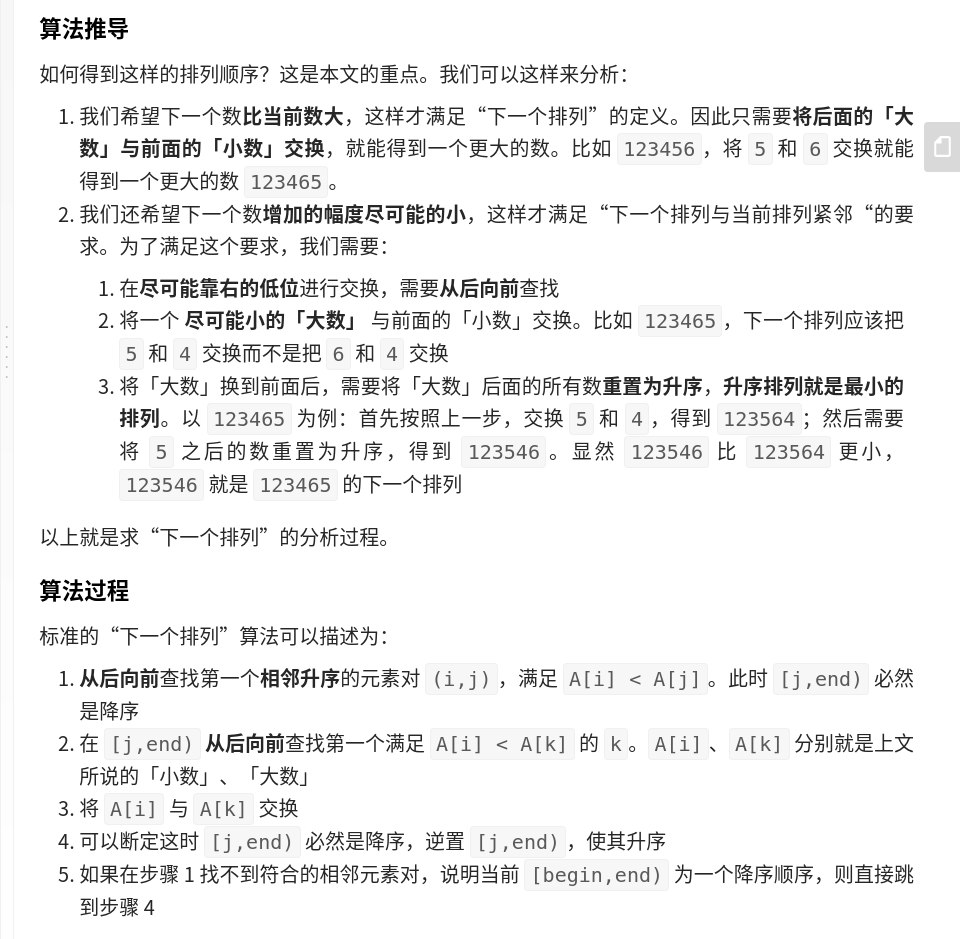 算法推导
如何得到这样的排列顺序？这是本文的重点。我们可以这样来分析：
1. 我们希望下一个数比当前数大，这样才满足“下一个排列”的定义。因此只需要将后面的「大
数」与前面的「小数」交换，就能得到一个更大的数。比如 123456，将 5 和 6 交换就能
得到一个更大的数 123465。
2. 我们还希望下一个数增加的幅度尽可能的小，这样才满足“下一个排列与当前排列紧邻“的要
求。为了满足这个要求，我们需要：
1. 在尽可能靠右的低位进行交换，需要从后向前查找
2. 将一个 尽可能小的「大数」 与前面的「小数」交换。比如 123465，下一个排列应该把
5 和 4 交换而不是把 6 和 4 交换
3. 将「大数」换到前面后，需要将「大数」后面的所有数重置为升序，升序排列就是最小的
排列。以 123465 为例：首先按照上一步，交换 5 和 4，得到 123564；然后需要
将 5 之后的数重置为升序，得到 123546。显然 123546 比 123564 更小，
123546 就是 123465 的下一个排列
以上就是求“下一个排列”的分析过程。
算法过程
标准的“下一个排列”算法可以描述为：
1. 从后向前查找第一个相邻升序的元素对 (i,j)，满足 A[i] < A[j]。此时 [j,end) 必然
是降序
2. 在 [j,end) 从后向前查找第一个满足 A[i] < A[k] 的 k。A[i]、A[k] 分别就是上文
所说的「小数」、「大数」
3. 将 A[i] 与 A[k] 交换
4. 可以断定这时 [j,end) 必然是降序，逆置 [j,end)，使其升序
5. 如果在步骤 1 找不到符合的相邻元素对，说明当前 [begin,end) 为一个降序顺序，则直接跳
到步骤 4